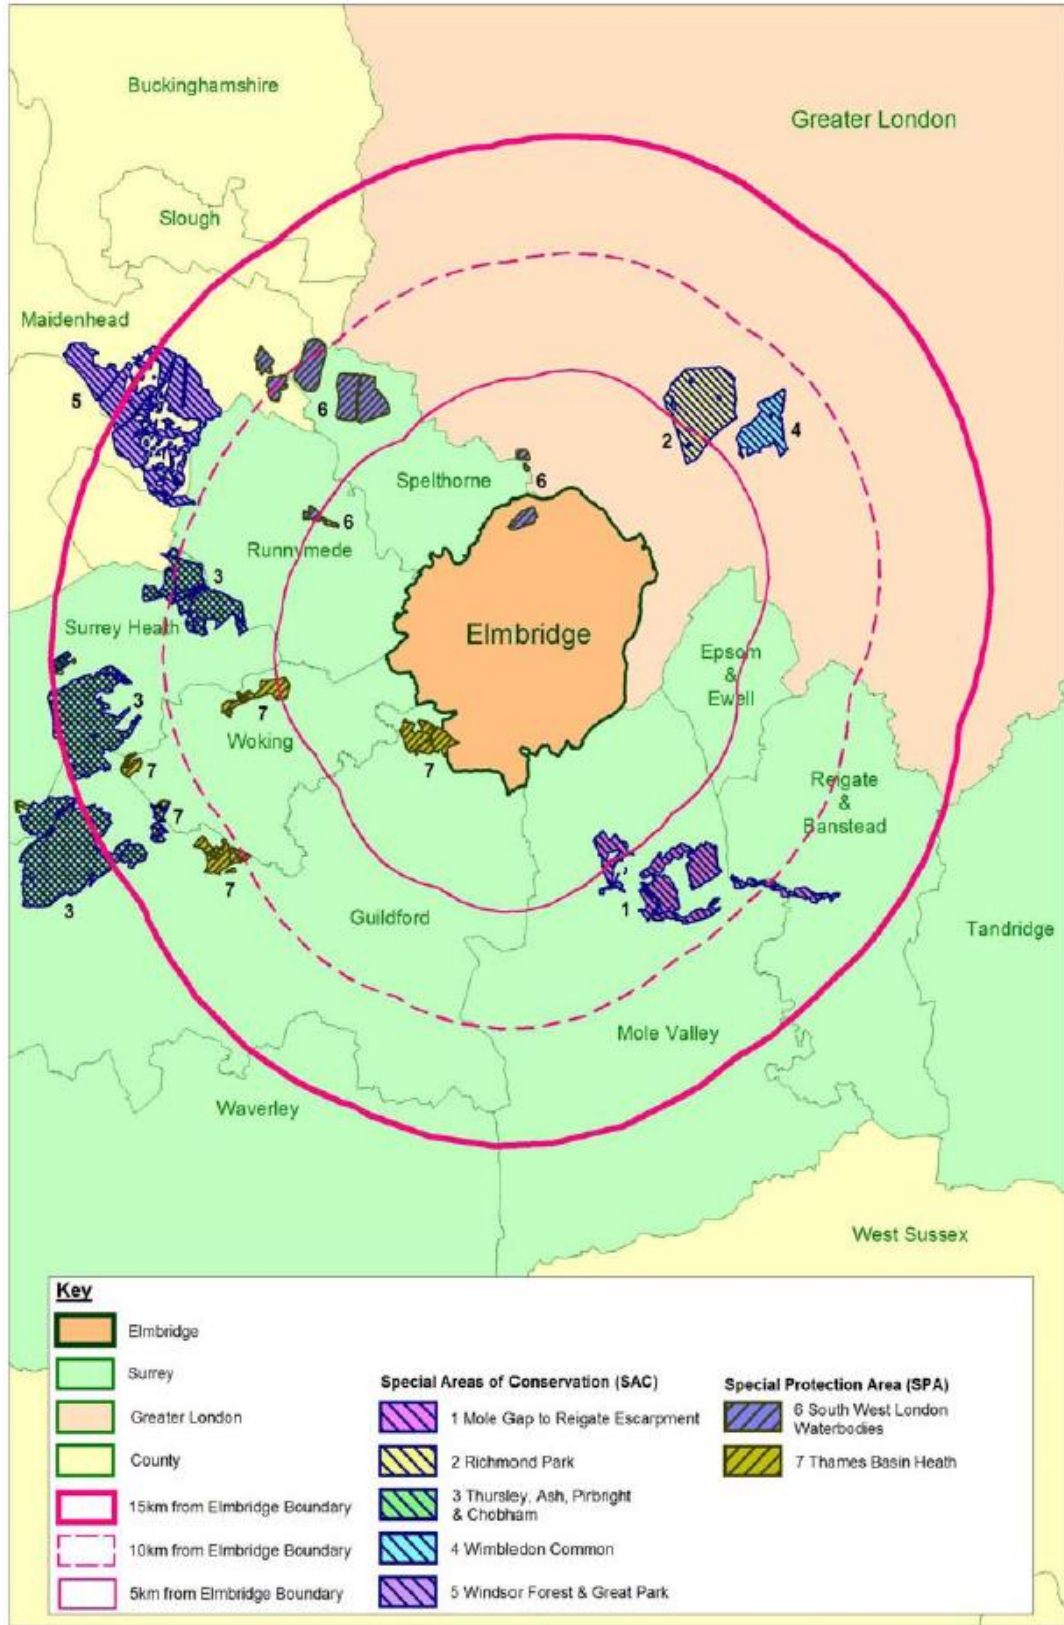 Buckinghamshire
Greater London
Slough
Maidenhead
5
6
2
4
Spelthorne
6
6
Runnymede
3
Surrey Heath
Elmbridge
Epsom
&
Ewell
3
7
Woking
7
7
Reigate
&
Banstead
7
7
3
1
Guildford
Tandridge
Mole Valley
Waverley
West Sussex
Key
Elmbridge
Surrey
Greater London
County
15km from Elmbridge Boundary
10km from Elmbridge Boundary
5km from Elmbridge Boundary
Special Areas of Conservation (SAC)
1 Mole Gap to Reigate Escarpment
2 Richmond Park
3 Thursley, Ash, Pirbright
& Chobham
4 Wimbledon Common
5 Windsor Forest & Great Park
Special Protection Area (SPA)
6 South West London
Waterbodies
7 Thames Basin Heath